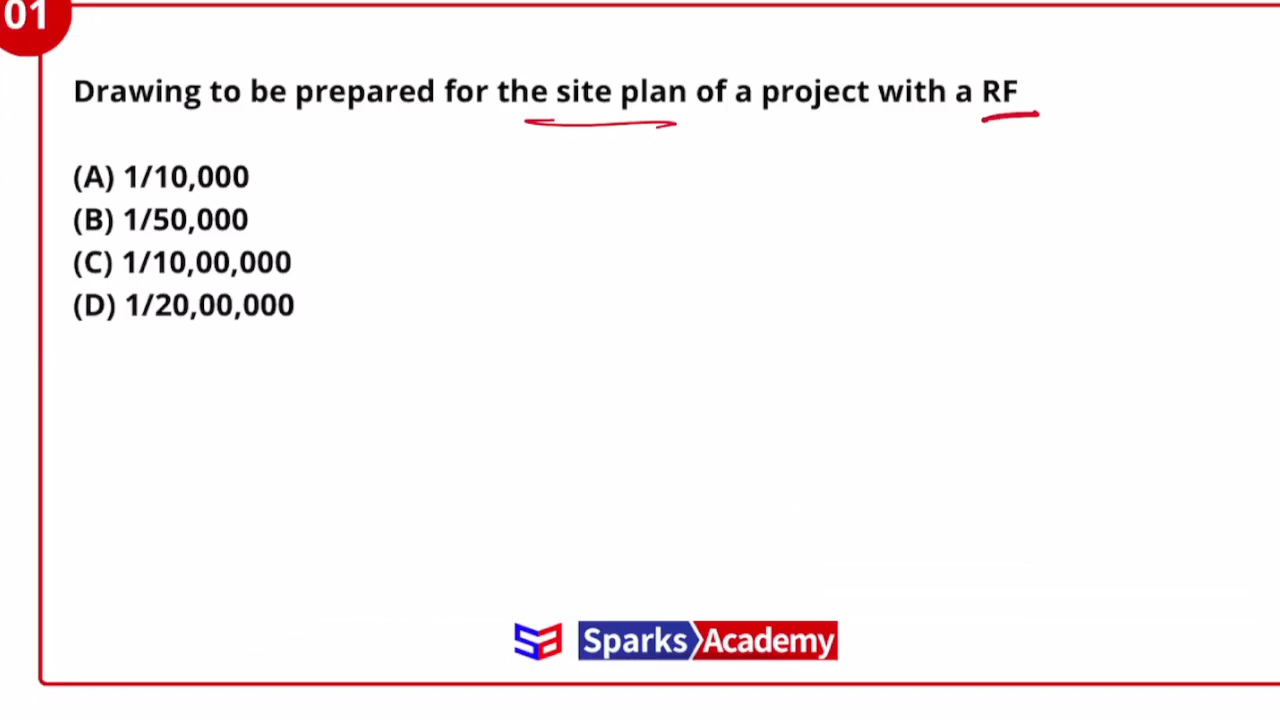 01
Drawing to be prepared for the site plan of a project with a RF
(A) 1/10,000
(B) 1/50,000
(C) 1/10,00,000
(D) 1/20,00,000
Sparks Academy